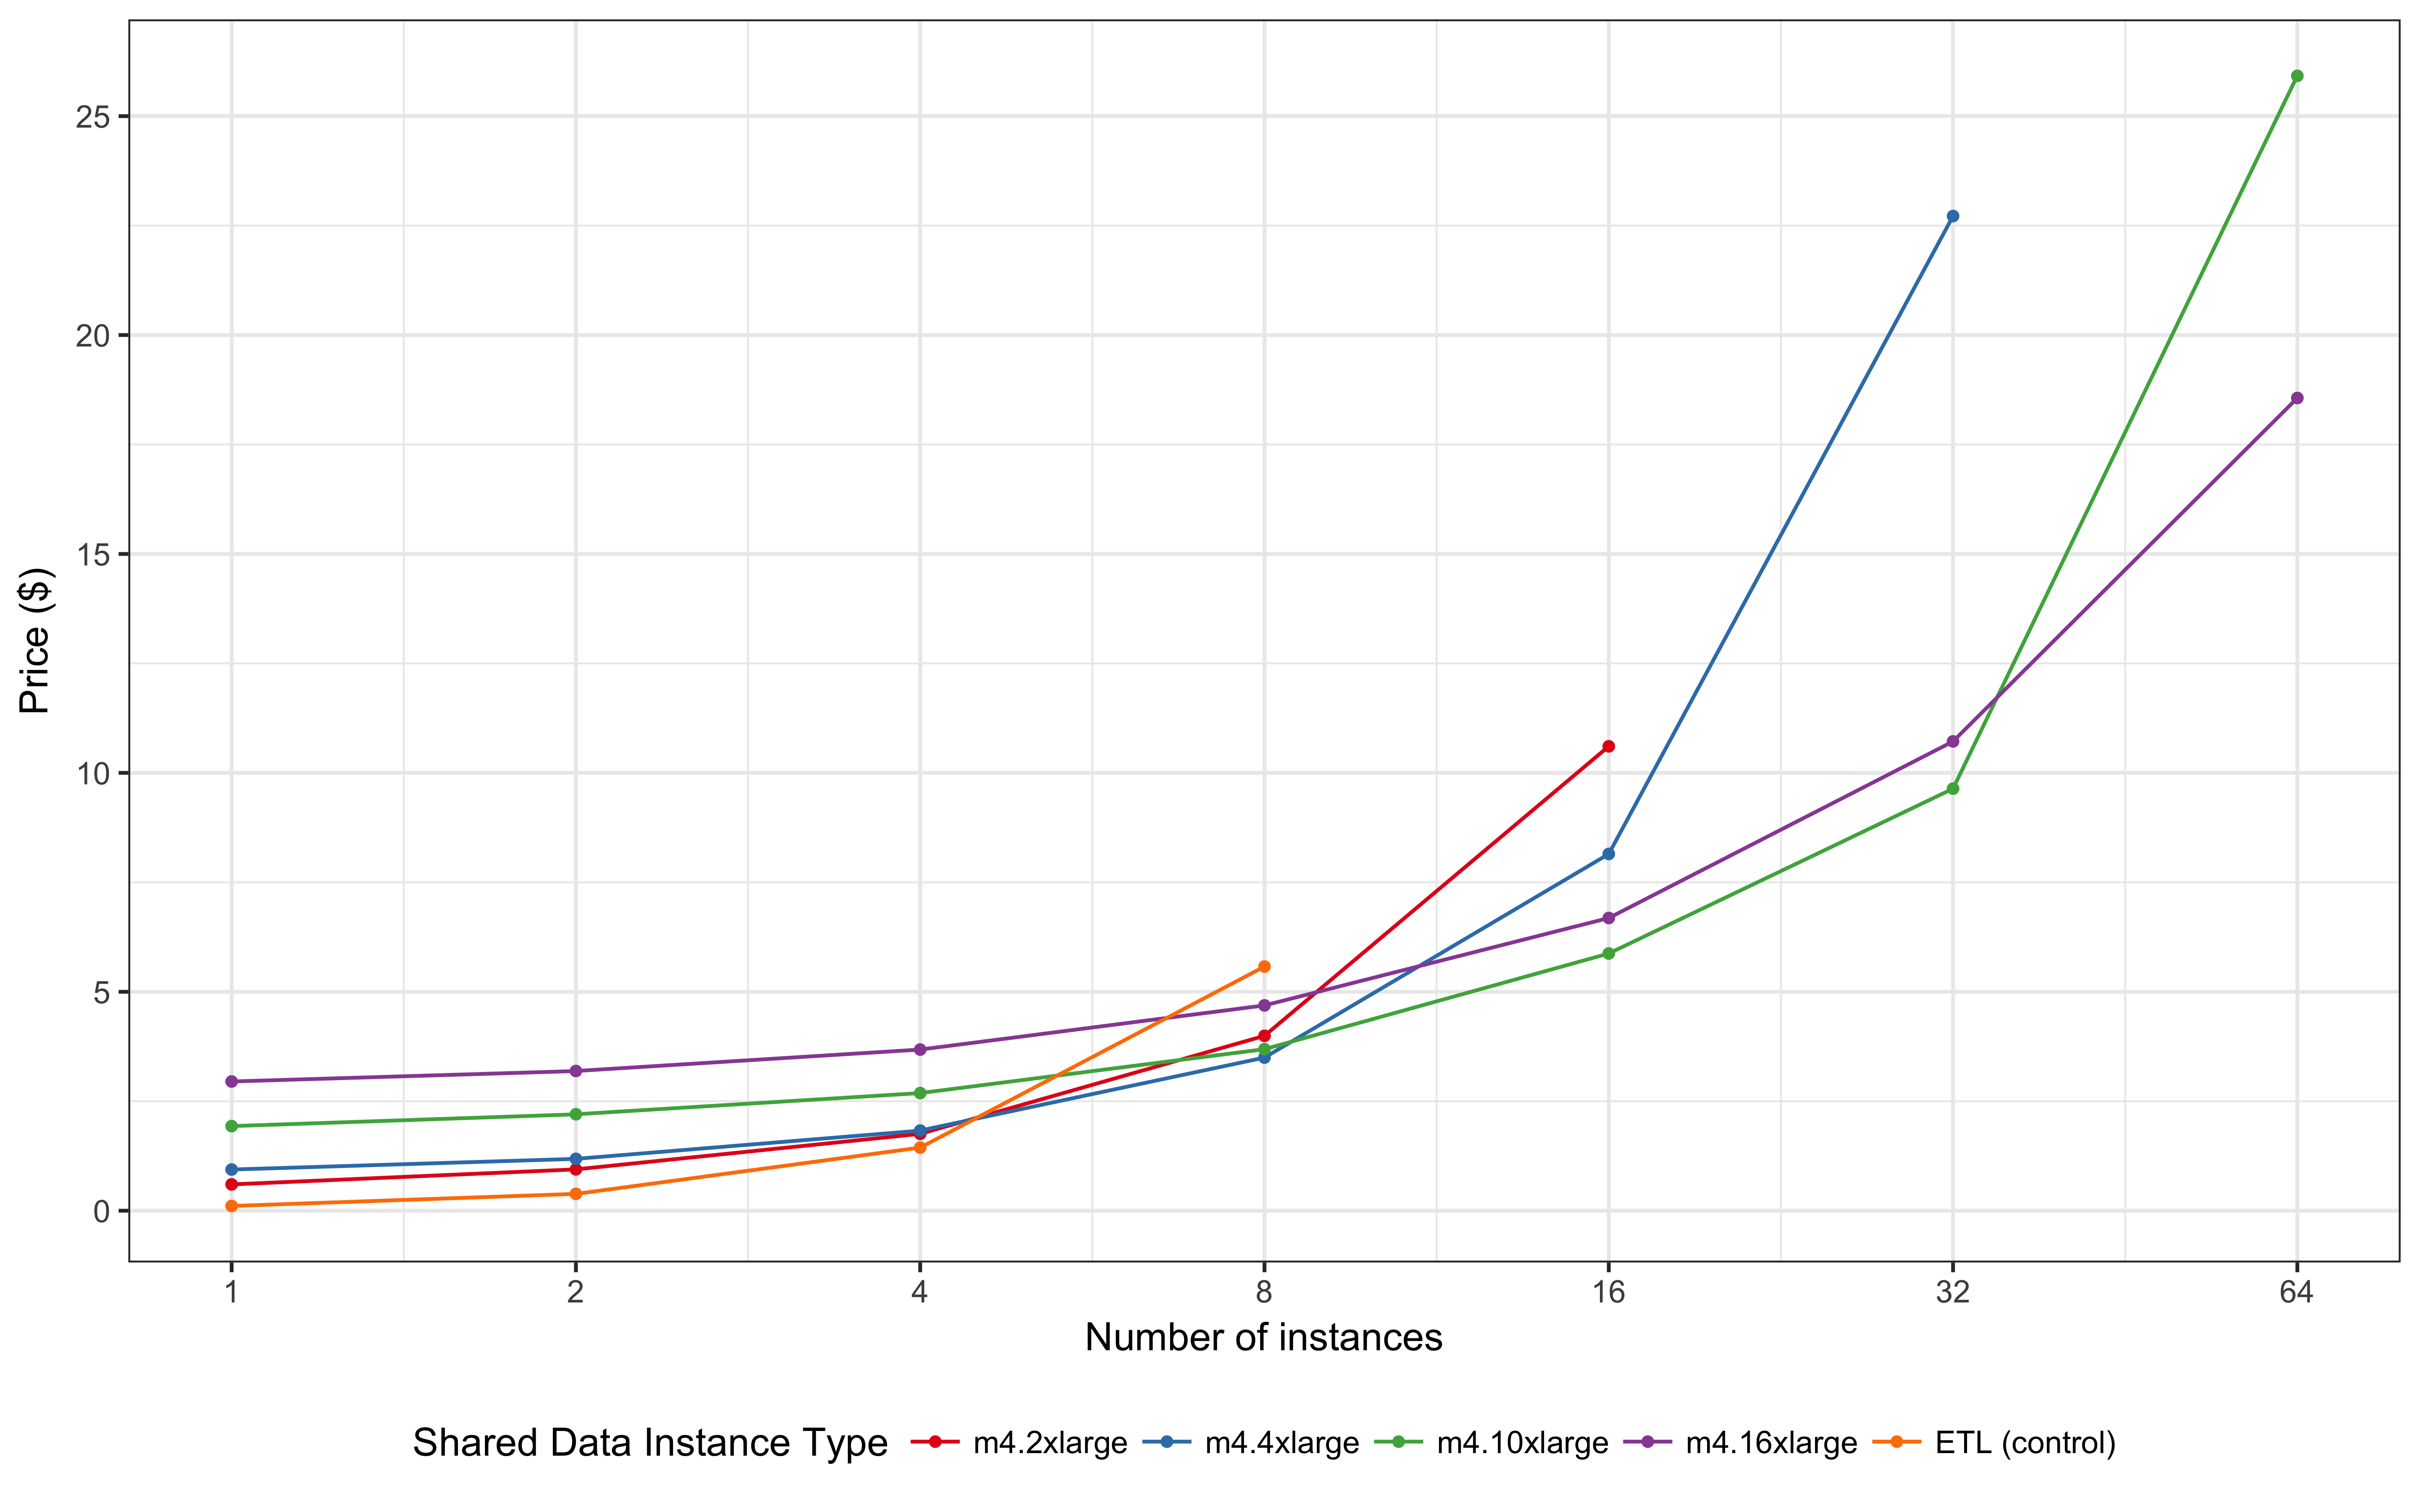 25
20
15
10
5
0
Price ($)
1 2 4 8 16 32 64
Number of instances
Shared Data Instance Type m4.2xlarge m4.4xlarge m4.10xlarge m4.16xlarge ETL (control)